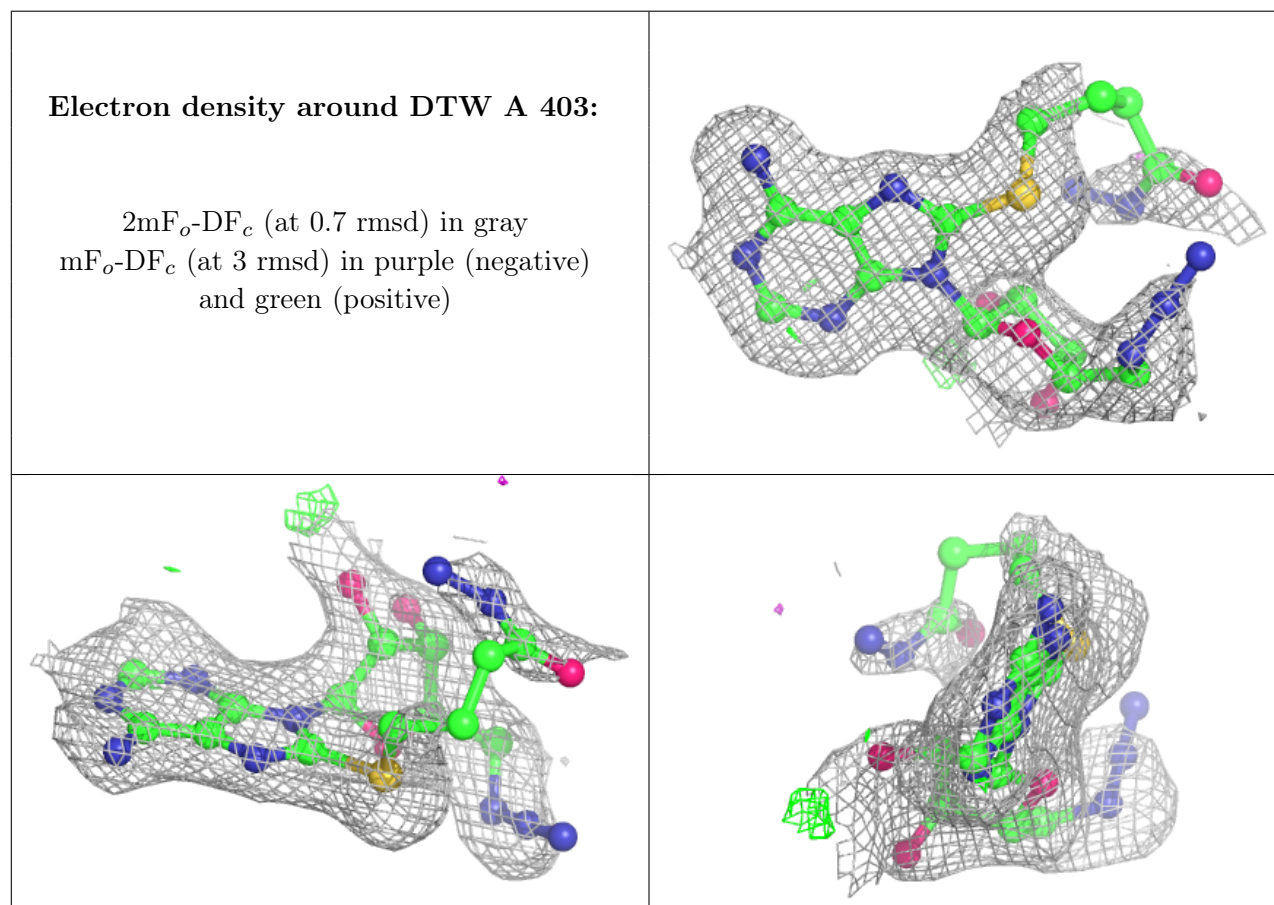 Electron density around DTW A 403:
2mFo-DFc (at 0.7 rmsd) in gray
mFo-DFc (at 3 rmsd) in purple (negative)
and green (positive)